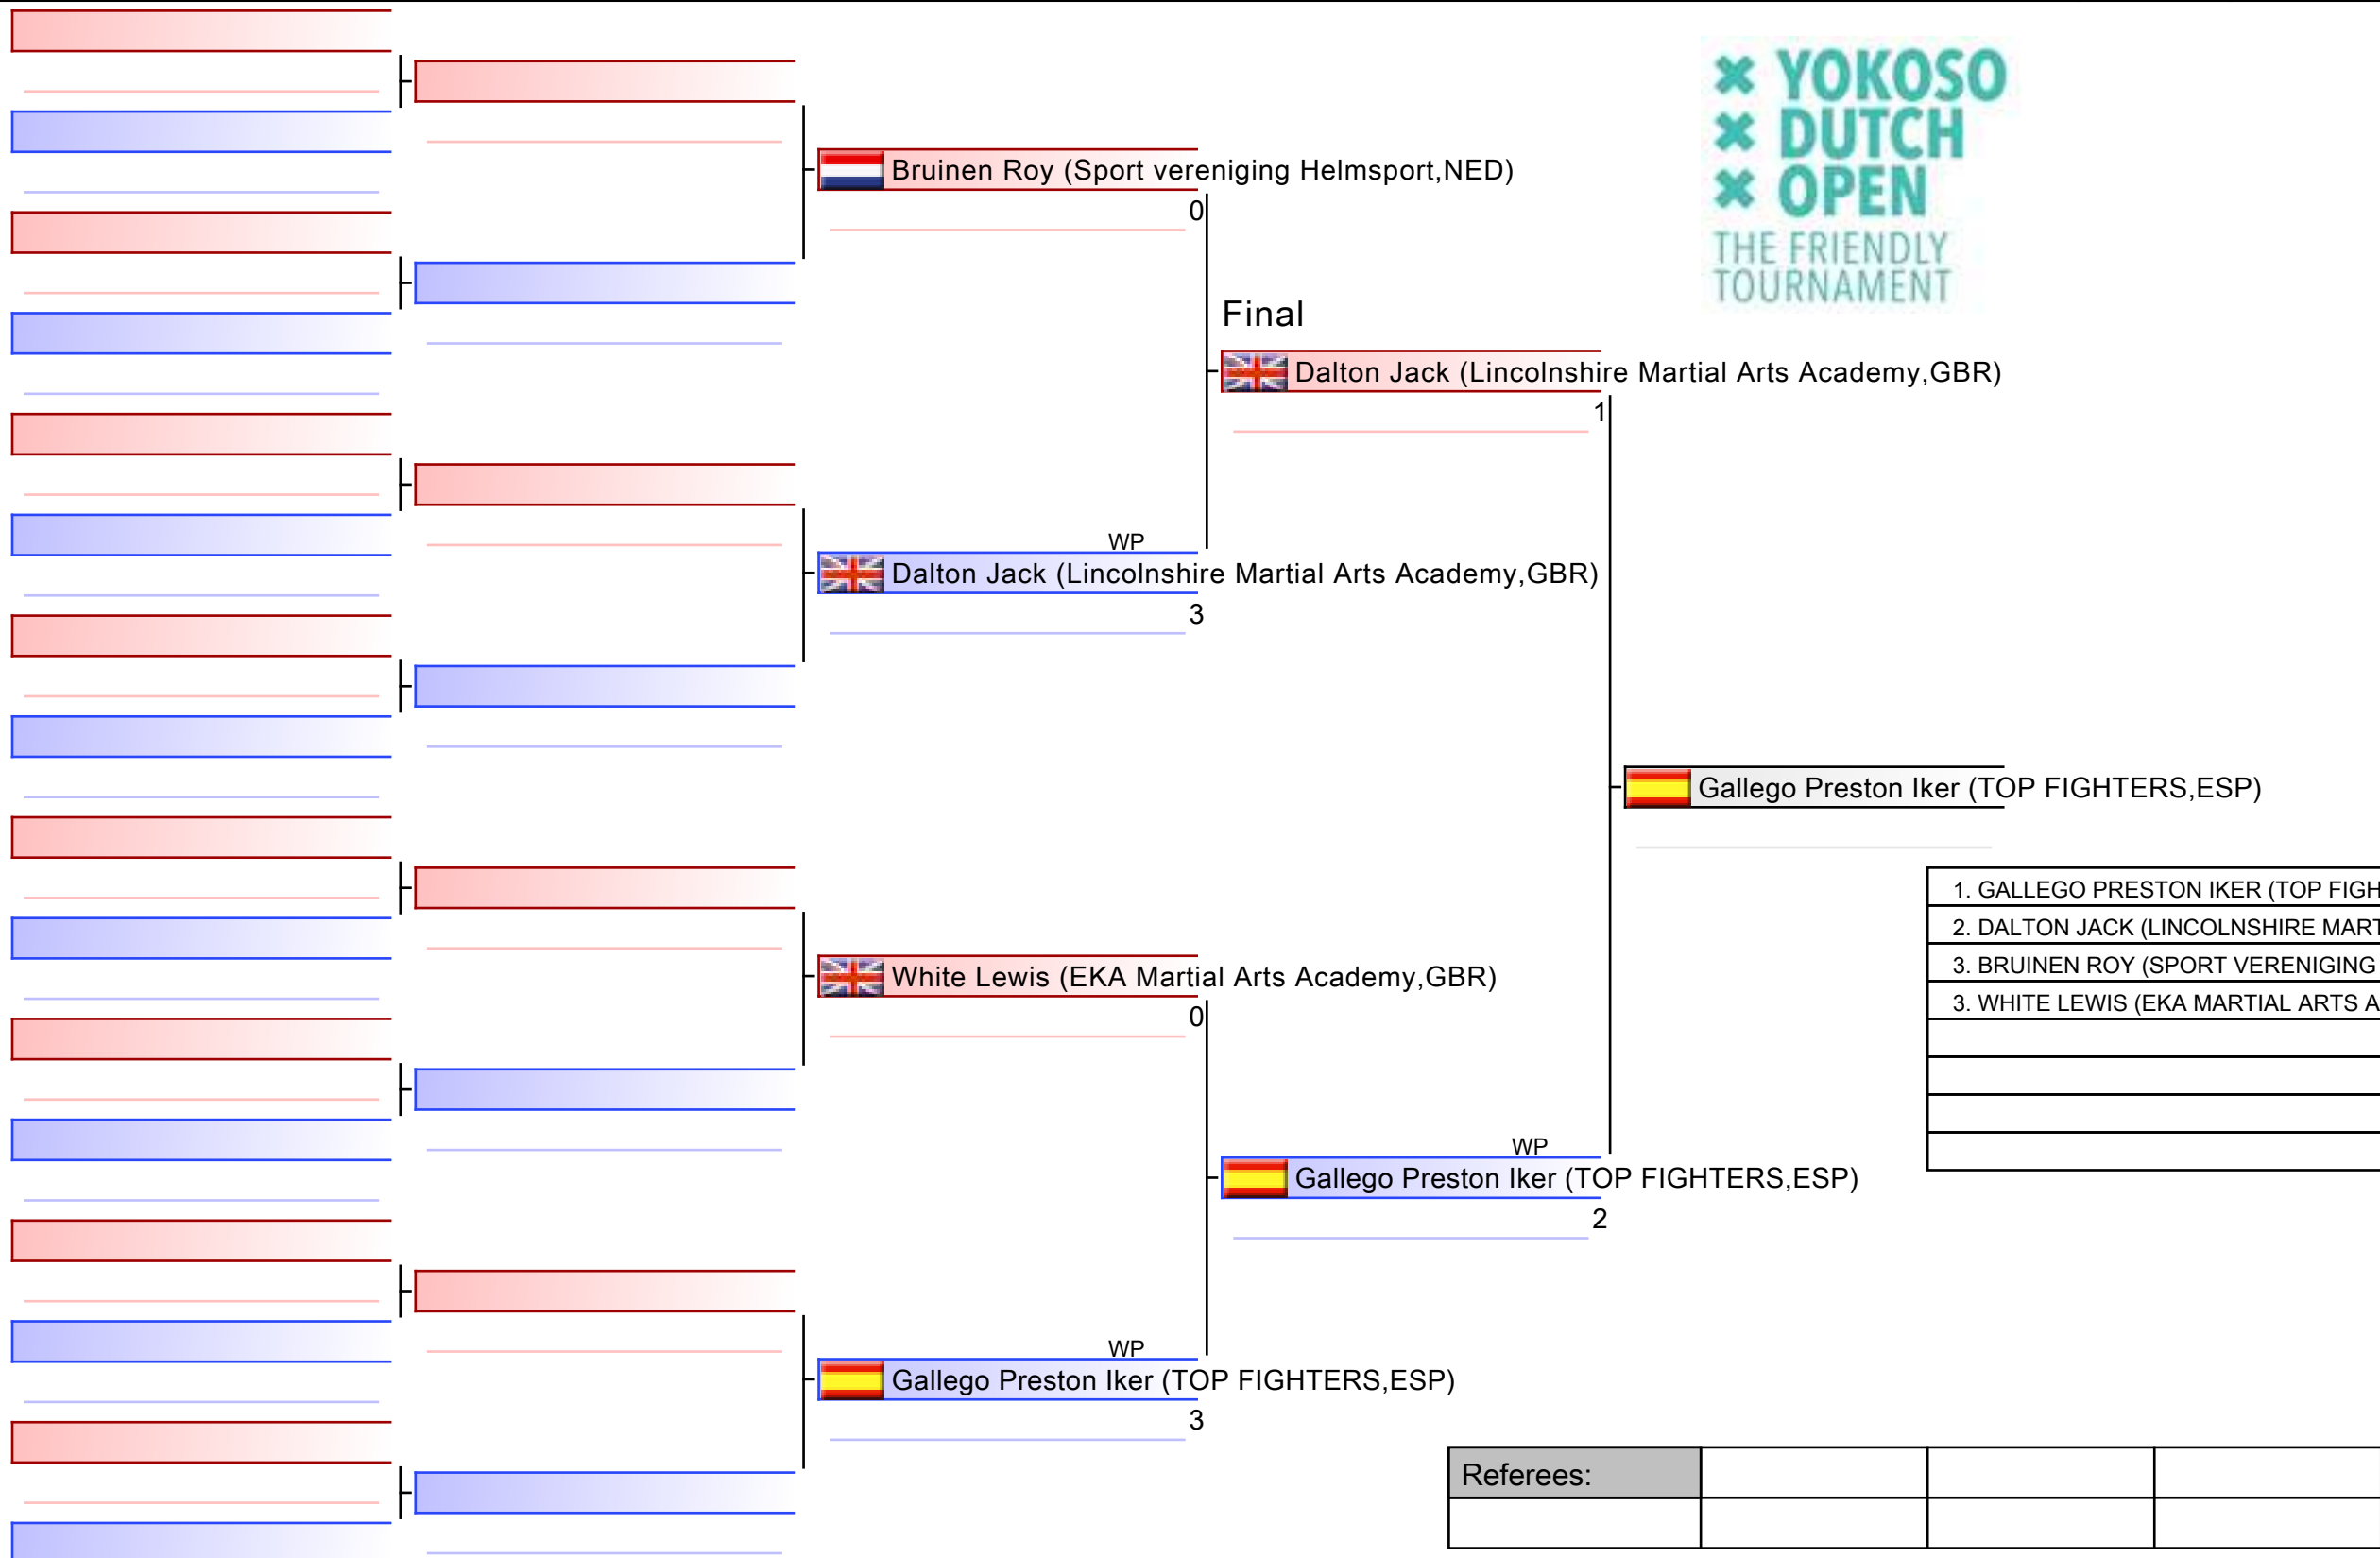 YOKOSO
DUTCH
OPEN
THE FRIENDLY
TOURNAMENT
Bruinen Roy (Sport vereniging Helmsport,NED)
0
Final
Dalton Jack (Lincolnshire Martial Arts Academy,GBR)
1
WP
Dalton Jack (Lincolnshire Martial Arts Academy,GBR)
3
Gallego Preston Iker (TOP FIGHTERS,ESP)
1. GALLEGO PRESTON IKER (TOP FIGH
2. DALTON JACK (LINCOLNSHIRE MART
3. BRUINEN ROY (SPORT VERENIGING
3. WHITE LEWIS (EKA MARTIAL ARTS A
White Lewis (EKA Martial Arts Academy,GBR)
0
WP
Gallego Preston Iker (TOP FIGHTERS,ESP)
2
WP
Gallego Preston Iker (TOP FIGHTERS,ESP)
3
Referees: